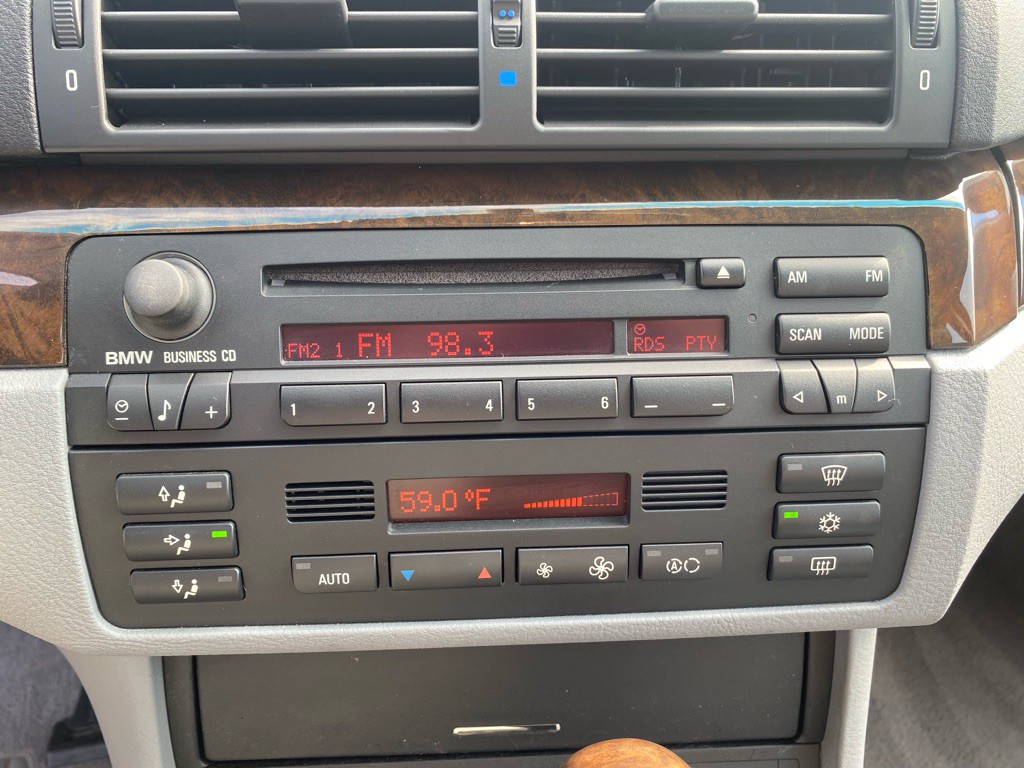 0 0
AM FM
FM2 1 FM 98.3 RDS PTY
SCAN MODE
BMW BUSINESS CD
+ 1 2 3 4 5 6 — — m
59.0 °F
AUTO A